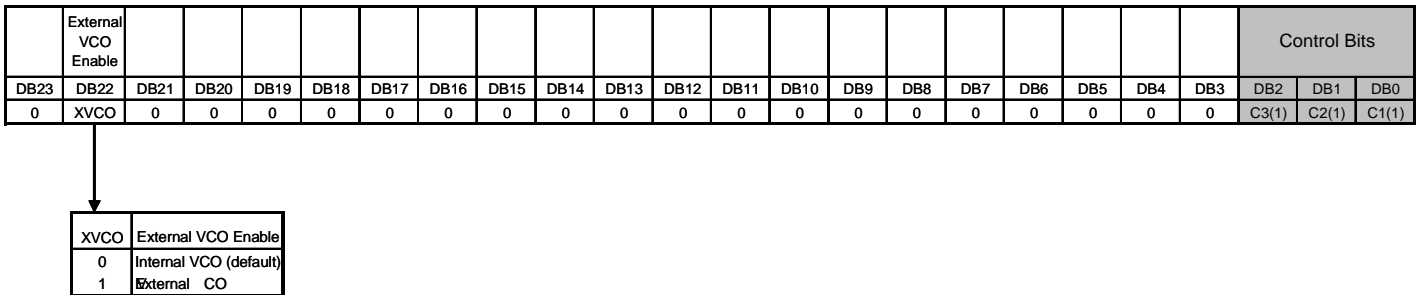 External VCO Enable Control Bits
DB23 DB22 DB21 DB20 DB19 DB18 DB17 DB16 DB15 DB14 DB13 DB12 DB11 DB10 DB9 DB8 DB7 DB6 DB5 DB4 DB3 DB2 DB1 DB0
0 XVCO 0 0 0 0 0 0 0 0 0 0 0 0 0 0 0 0 0 0 0 C3(1) C2(1) C1(1)
XVCO External VCO Enable
0 Internal VCO (default)
1 External VCO